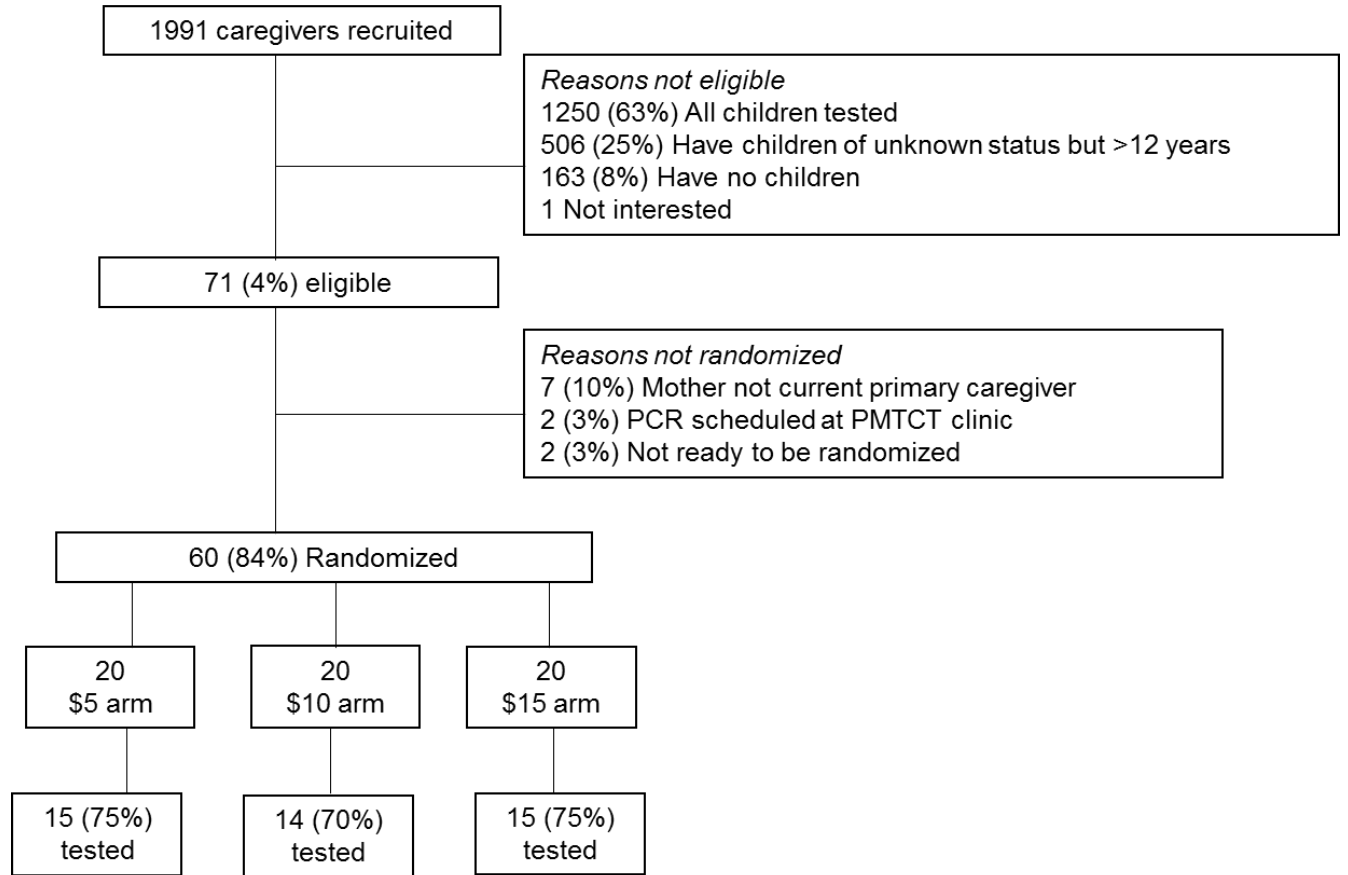 1991 caregivers recruited
Reasons not eligible
1250 (63%) All children tested
506 (25%) Have children of unknown status but >12 years
163 (8%) Have no children
1 Not interested
71 (4%) eligible
Reasons not randomized
7 (10%) Mother not current primary caregiver
2 (3%) PCR scheduled at PMTCT clinic
2 (3%) Not ready to be randomized
60 (84%) Randomized
20
$5 arm
20
$10 arm
20
$15 arm
15 (75%)
tested
14 (70%)
tested
15 (75%)
tested